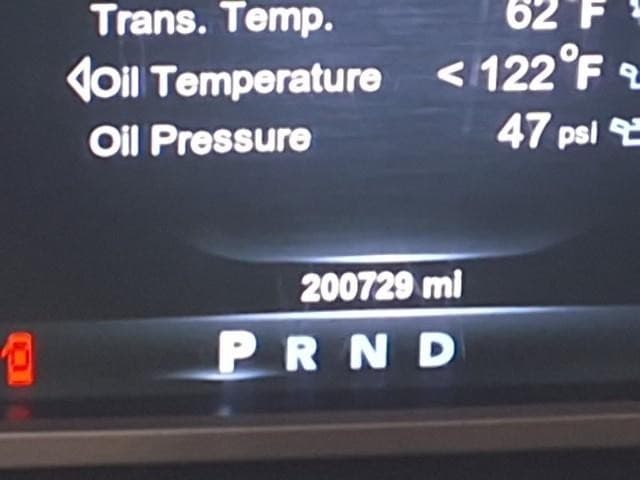 Trans. Temp. 62°F
Oil Temperature < 122°F
Oil Pressure 47 psi
200729 mi
P R N D